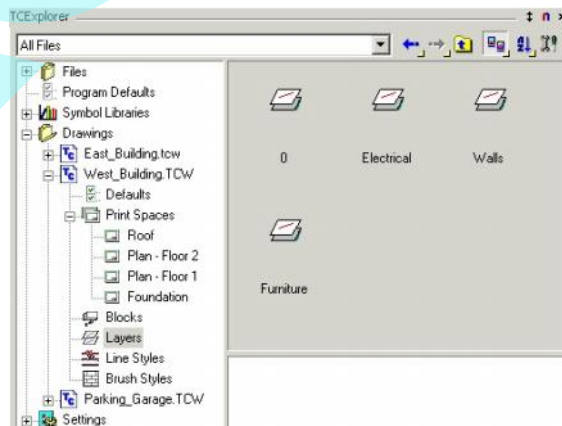 TCExplorer
All Files
Files
Program Defaults
Symbol Libraries
Drawings
East_Building.tcw
West_Building.TCW
Defaults
Print Spaces
Roof
Plan - Floor 2
Plan - Floor 1
Foundation
Blocks
Layers
Line Styles
Brush Styles
Parking_Garage.TCW
Settings
0
Electrical
Walls
Furniture